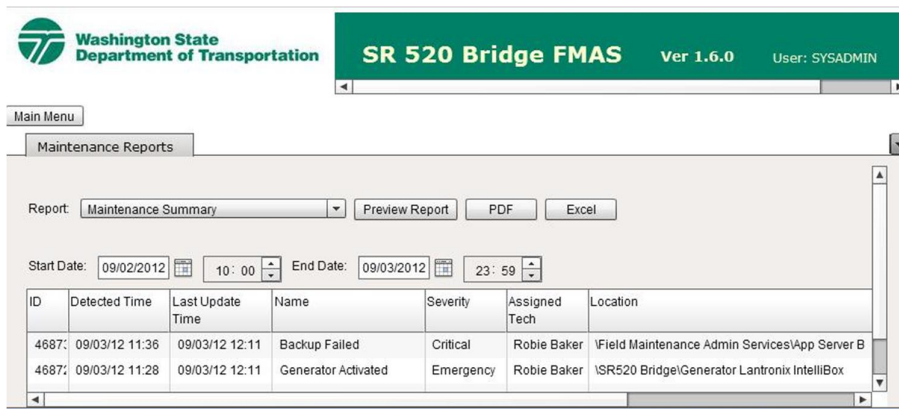 Washington State
Department of Transportation
SR 520 Bridge FMAS Ver 1.6.0 User: SYSADMIN
Main Menu
Maintenance Reports
Report: Maintenance Summary Preview Report PDF Excel
Start Date: 09/02/2012 10: 00 End Date: 09/03/2012 23: 59
ID Detected Time Last Update Name Severity Assigned Location
Time Tech
09/03/12 11:36 09/03/12 12:11 Backup Failed Critical Robie Baker \Field Maintenance Admin Services\App Server B
09/03/12 11:28 09/03/12 12:11 Generator Activated Emergency Robie Baker \SR520 Bridge\Generator Lantronix IntelliBox